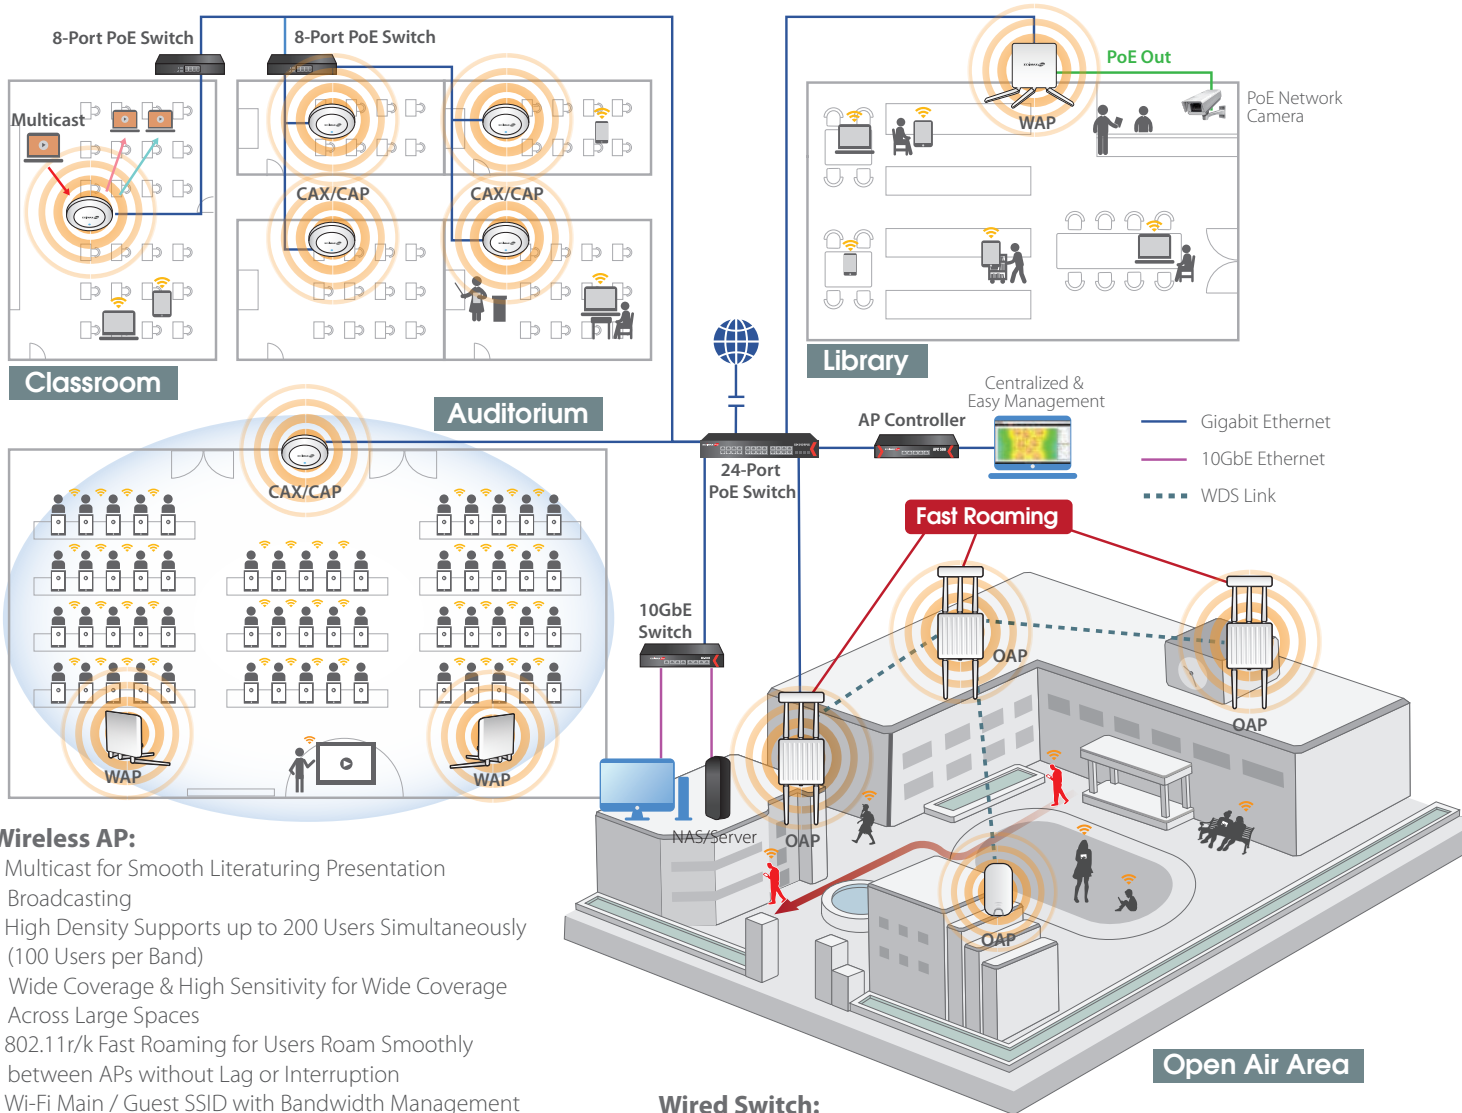 8-Port PoE Switch
8-Port PoE Switch
Multicast
CAX/CAP
CAX/CAP
Classroom
PoE Out
PoE Network
Camera
WAP
Library
Auditorium
CAX/CAP
WAP
WAP
24-Port
PoE Switch
AP Controller
Centralized &
Easy Management
Gigabit Ethernet
10GbE Ethernet
WDS Link
Fast Roaming
10GbE
Switch
NAS/Server
OAP
OAP
OAP
OAP
Open Air Area
Wireless AP:
Multicast for Smooth Literaturing Presentation
Broadcasting
High Density Supports up to 200 Users Simultaneously
(100 Users per Band)
Wide Coverage & High Sensitivity for Wide Coverage
Across Large Spaces
802.11r/k Fast Roaming for Users Roam Smoothly
between APs without Lag or Interruption
Wi-Fi Main / Guest SSID with Bandwidth Management
Wired Switch: